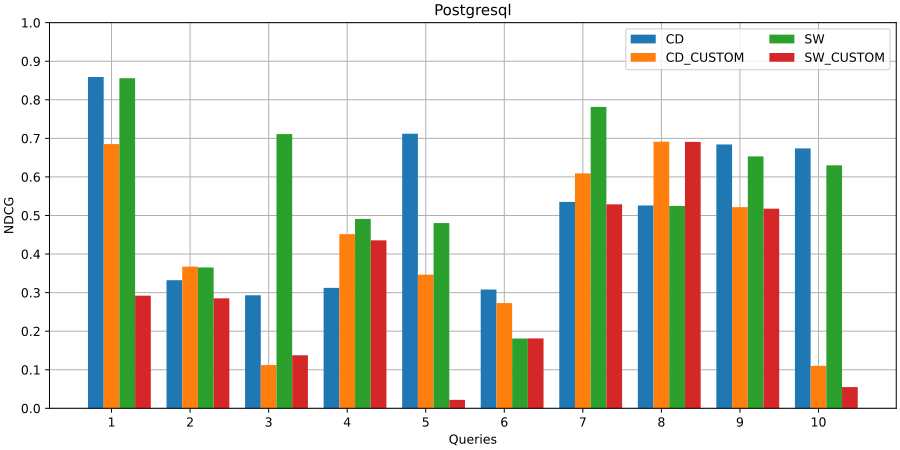 Postgresql
NDCG
1.0
0.9
0.8
0.7
0.6
0.5
0.4
0.3
0.2
0.1
0.0
CD
CD_CUSTOM
SW
SW_CUSTOM
1 2 3 4 5 6 7 8 9 10
Queries